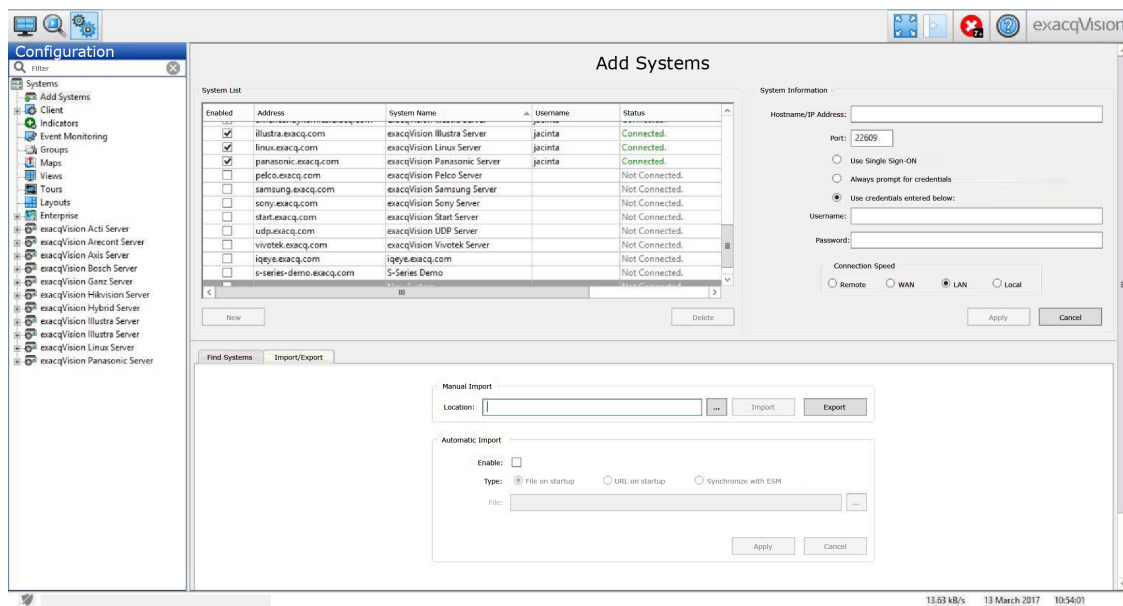 exacqVision
Configuration
Filter
Systems
Add Systems
Client
Indicators
Event Monitoring
Groups
Maps
Views
Tours
Layouts
Enterprise
exacqVision Acti Server
exacqVision Arecont Server
exacqVision Axis Server
exacqVision Bosch Server
exacqVision Ganz Server
exacqVision Hikvision Server
exacqVision Hybrid Server
exacqVision Illustra Server
exacqVision Illustra Server
exacqVision Linux Server
exacqVision Panasonic Server
Add Systems
System List
Enabled Address System Name Username Status
illustra.exacq.com exacqVision Illustra Server jacinta Connected.
linux.exacq.com exacqVision Linux Server jacinta Connected.
panasonic.exacq.com exacqVision Panasonic Server jacinta Connected.
pelco.exacq.com exacqVision Pelco Server Not Connected.
samsung.exacq.com exacqVision Samsung Server Not Connected.
sony.exacq.com exacqVision Sony Server Not Connected.
start.exacq.com exacqVision Start Server Not Connected.
udp.exacq.com exacqVision UDP Server Not Connected.
vivotek.exacq.com exacqVision Vivotek Server Not Connected.
iqeye.exacq.com iqeye.exacq.com Not Connected.
s-series-demo.exacq.com S-Series Demo Not Connected.
New Delete
System Information
Hostname/IP Address:
Port: 22609
Use Single Sign-ON
Always prompt for credentials
Use credentials entered below:
Username:
Password:
Connection Speed
Remote WAN LAN Local
Apply Cancel
Find Systems Import/Export
Manual Import
Location: ... Import Export
Automatic Import
Enable:
Type: File on startup URL on startup Synchronize with ESM
File: ...
Apply Cancel
13.63 kB/s 13 March 2017 10:54:01